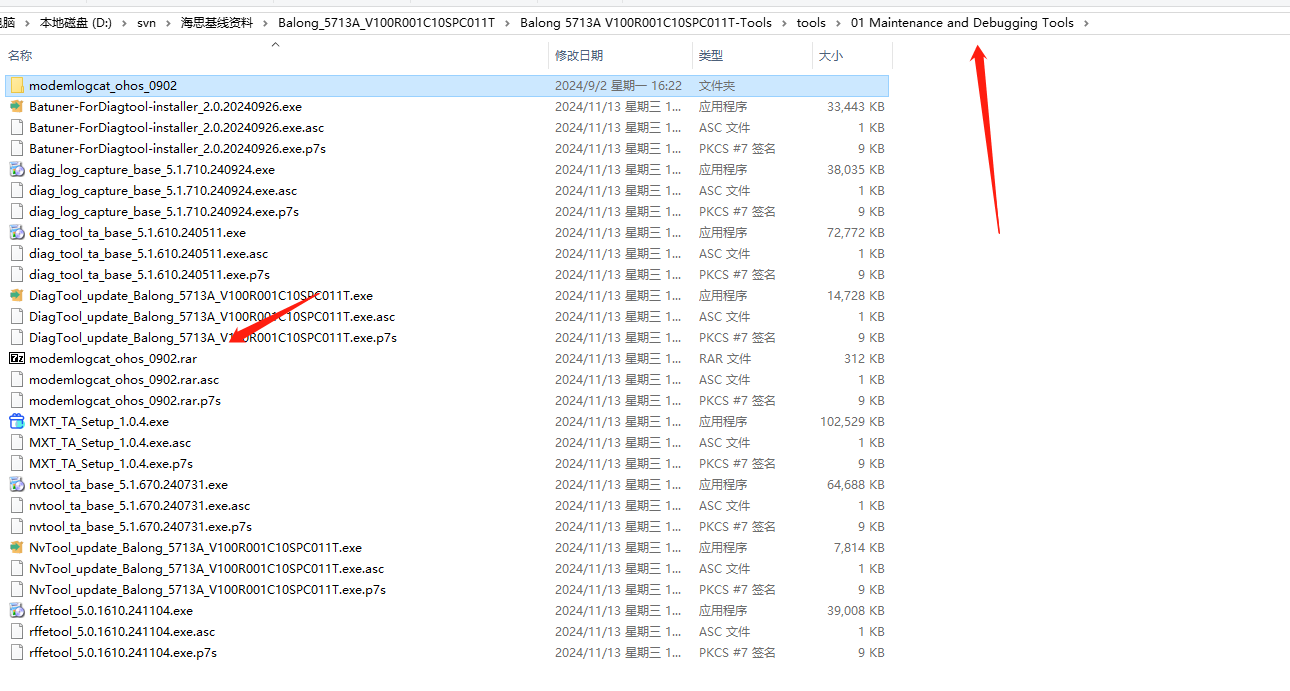 脑 › 本地磁盘 (D:) › svn › 海思基线资料 › Balong_5713A_V100R001C10SPC011T › Balong 5713A V100R001C10SPC011T-Tools › tools › 01 Maintenance and Debugging Tools ›
名称 修改日期 类型 大小
modemlogcat_ohos_0902 2024/9/2 星期一 16:22 文件夹
Batuner-ForDiagtool-installer_2.0.20240926.exe 2024/11/13 星期三 1... 应用程序 33,443 KB
Batuner-ForDiagtool-installer_2.0.20240926.exe.asc 2024/11/13 星期三 1... ASC 文件 1 KB
Batuner-ForDiagtool-installer_2.0.20240926.exe.p7s 2024/11/13 星期三 1... PKCS #7 签名 9 KB
diag_log_capture_base_5.1.710.240924.exe 2024/11/13 星期三 1... 应用程序 38,035 KB
diag_log_capture_base_5.1.710.240924.exe.asc 2024/11/13 星期三 1... ASC 文件 1 KB
diag_log_capture_base_5.1.710.240924.exe.p7s 2024/11/13 星期三 1... PKCS #7 签名 9 KB
diag_tool_ta_base_5.1.610.240511.exe 2024/11/13 星期三 1... 应用程序 72,772 KB
diag_tool_ta_base_5.1.610.240511.exe.asc 2024/11/13 星期三 1... ASC 文件 1 KB
diag_tool_ta_base_5.1.610.240511.exe.p7s 2024/11/13 星期三 1... PKCS #7 签名 9 KB
DiagTool_update_Balong_5713A_V100R001C10SPC011T.exe 2024/11/13 星期三 1... 应用程序 14,728 KB
DiagTool_update_Balong_5713A_V100R001C10SPC011T.exe.asc 2024/11/13 星期三 1... ASC 文件 1 KB
DiagTool_update_Balong_5713A_V100R001C10SPC011T.exe.p7s 2024/11/13 星期三 1... PKCS #7 签名 9 KB
modemlogcat_ohos_0902.rar 2024/11/13 星期三 1... RAR 文件 312 KB
modemlogcat_ohos_0902.rar.asc 2024/11/13 星期三 1... ASC 文件 1 KB
modemlogcat_ohos_0902.rar.p7s 2024/11/13 星期三 1... PKCS #7 签名 9 KB
MXT_TA_Setup_1.0.4.exe 2024/11/13 星期三 1... 应用程序 102,529 KB
MXT_TA_Setup_1.0.4.exe.asc 2024/11/13 星期三 1... ASC 文件 1 KB
MXT_TA_Setup_1.0.4.exe.p7s 2024/11/13 星期三 1... PKCS #7 签名 9 KB
nvtool_ta_base_5.1.670.240731.exe 2024/11/13 星期三 1... 应用程序 64,688 KB
nvtool_ta_base_5.1.670.240731.exe.asc 2024/11/13 星期三 1... ASC 文件 1 KB
nvtool_ta_base_5.1.670.240731.exe.p7s 2024/11/13 星期三 1... PKCS #7 签名 9 KB
NvTool_update_Balong_5713A_V100R001C10SPC011T.exe 2024/11/13 星期三 1... 应用程序 7,814 KB
NvTool_update_Balong_5713A_V100R001C10SPC011T.exe.asc 2024/11/13 星期三 1... ASC 文件 1 KB
NvTool_update_Balong_5713A_V100R001C10SPC011T.exe.p7s 2024/11/13 星期三 1... PKCS #7 签名 9 KB
rffetool_5.0.1610.241104.exe 2024/11/13 星期三 1... 应用程序 39,008 KB
rffetool_5.0.1610.241104.exe.asc 2024/11/13 星期三 1... ASC 文件 1 KB
rffetool_5.0.1610.241104.exe.p7s 2024/11/13 星期三 1... PKCS #7 签名 9 KB